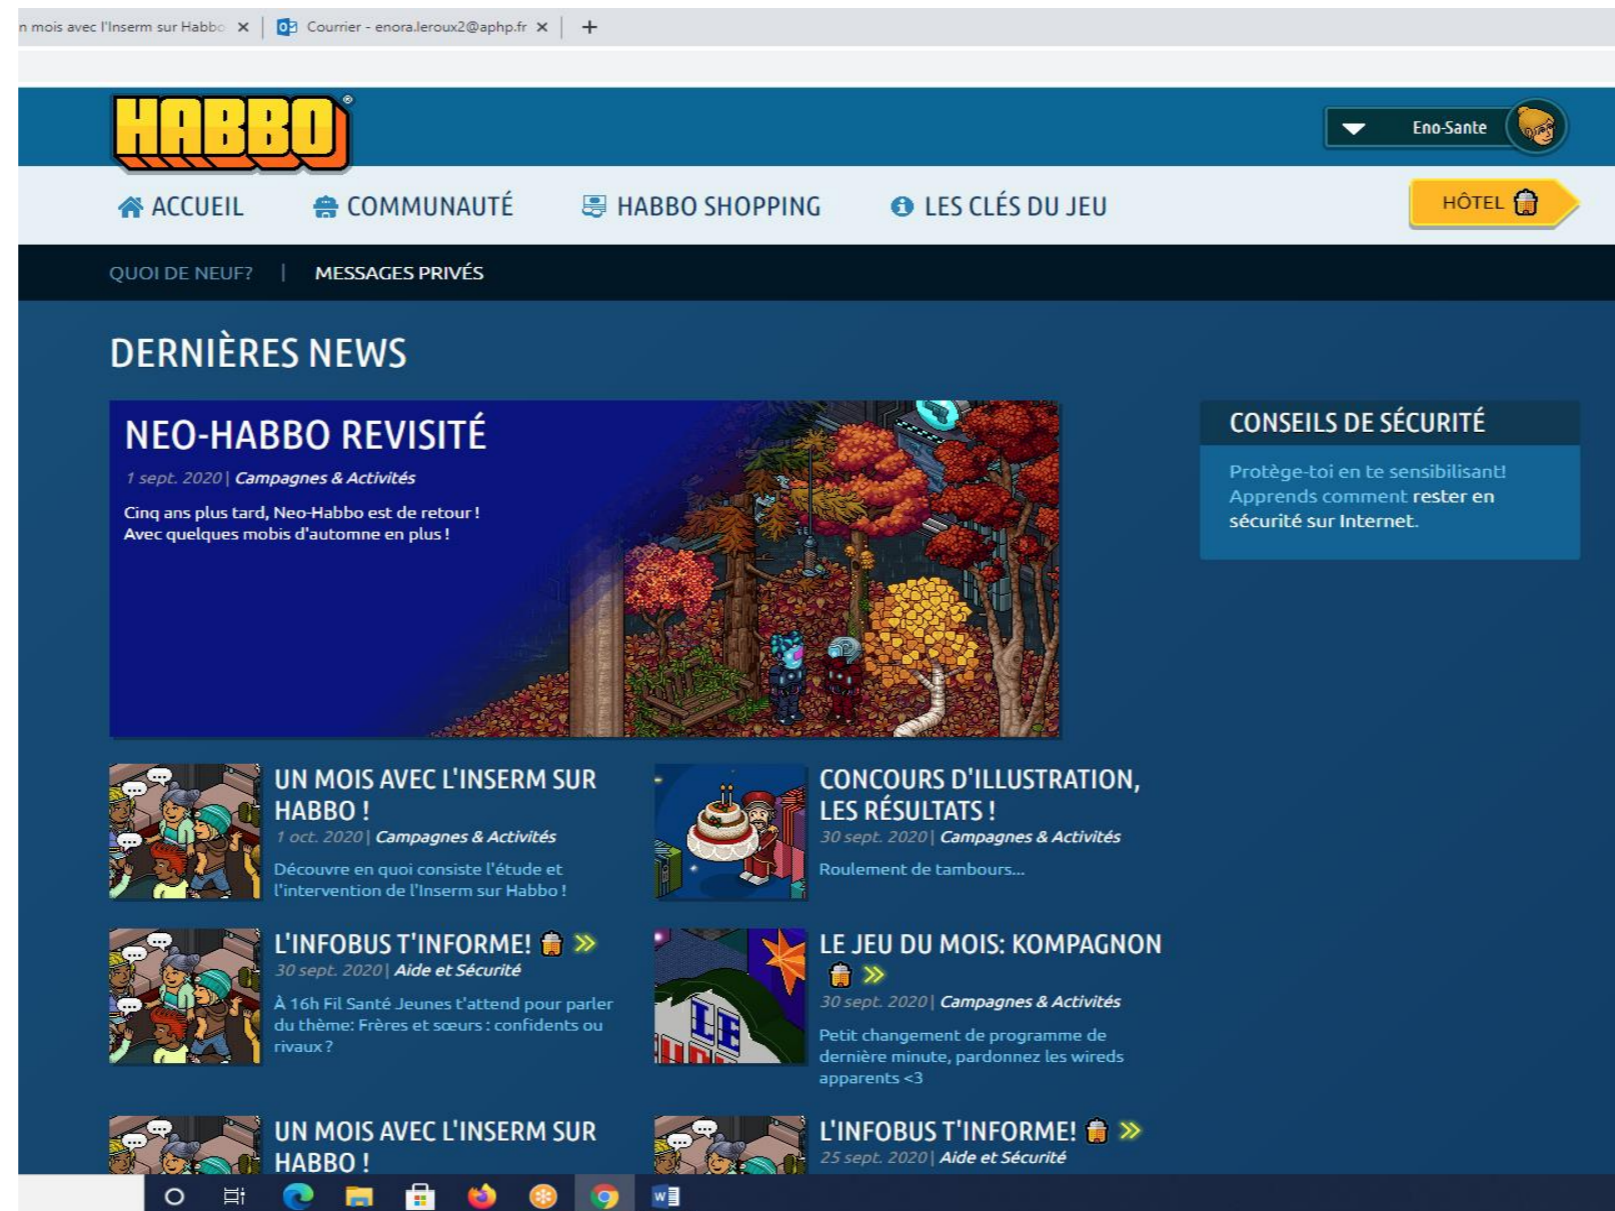 n mois avec l'Inserm sur Habbo
Courrier - enora.leroux2@aphp.fr
HABBO
Eno-Sante
ACCUEIL
COMMUNAUTÉ
HABBO SHOPPING
LES CLÉS DU JEU
HÔTEL
QUOI DE NEUF? | MESSAGES PRIVÉS
DERNIÈRES NEWS
NEO-HABBO REVISITÉ
1 sept. 2020 | Campagnes & Activités
Cinq ans plus tard, Neo-Habbo est de retour !
Avec quelques mobis d'automne en plus !
CONSEILS DE SÉCURITÉ
Protège-toi en te sensibilisant!
Apprends comment rester en
sécurité sur Internet.
UN MOIS AVEC L'INSERM SUR
HABBO !
1 oct. 2020 | Campagnes & Activités
Découvre en quoi consiste l'étude et
l'intervention de l'Inserm sur Habbo !
CONCOURS D'ILLUSTRATION,
LES RÉSULTATS !
30 sept. 2020 | Campagnes & Activités
Roulement de tambours...
L'INFOBUS T'INFORME!
30 sept. 2020 | Aide et Sécurité
À 16h Fil Santé Jeunes t'attend pour parler
du thème: Frères et sœurs : confidents ou
rivaux ?
LE
LE JEU DU MOIS: KOMPAGNON
30 sept. 2020 | Campagnes & Activités
Petit changement de programme de
dernière minute, pardonnez les wireds
apparents <3
UN MOIS AVEC L'INSERM SUR
HABBO !
L'INFOBUS T'INFORME!
25 sept. 2020 | Aide et Sécurité